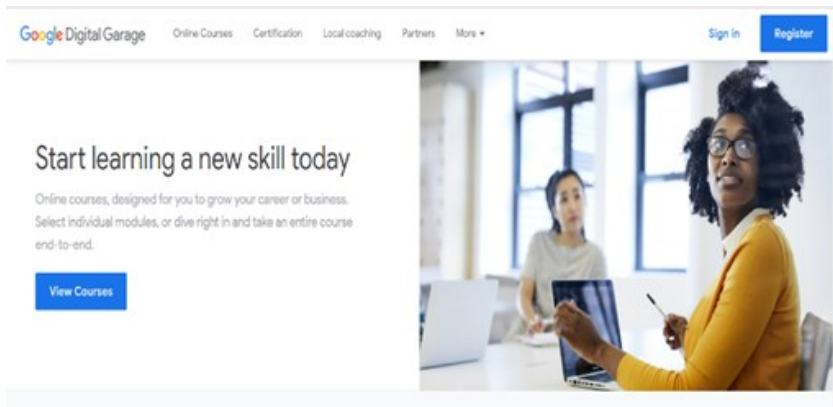 Google Digital Garage Online Courses Certification Local coaching Partners More Sign in Register
Start learning a new skill today
Online courses, designed for you to grow your career or business.
Select individual modules, or dive right in and take an entire course
end-to-end.
View Courses